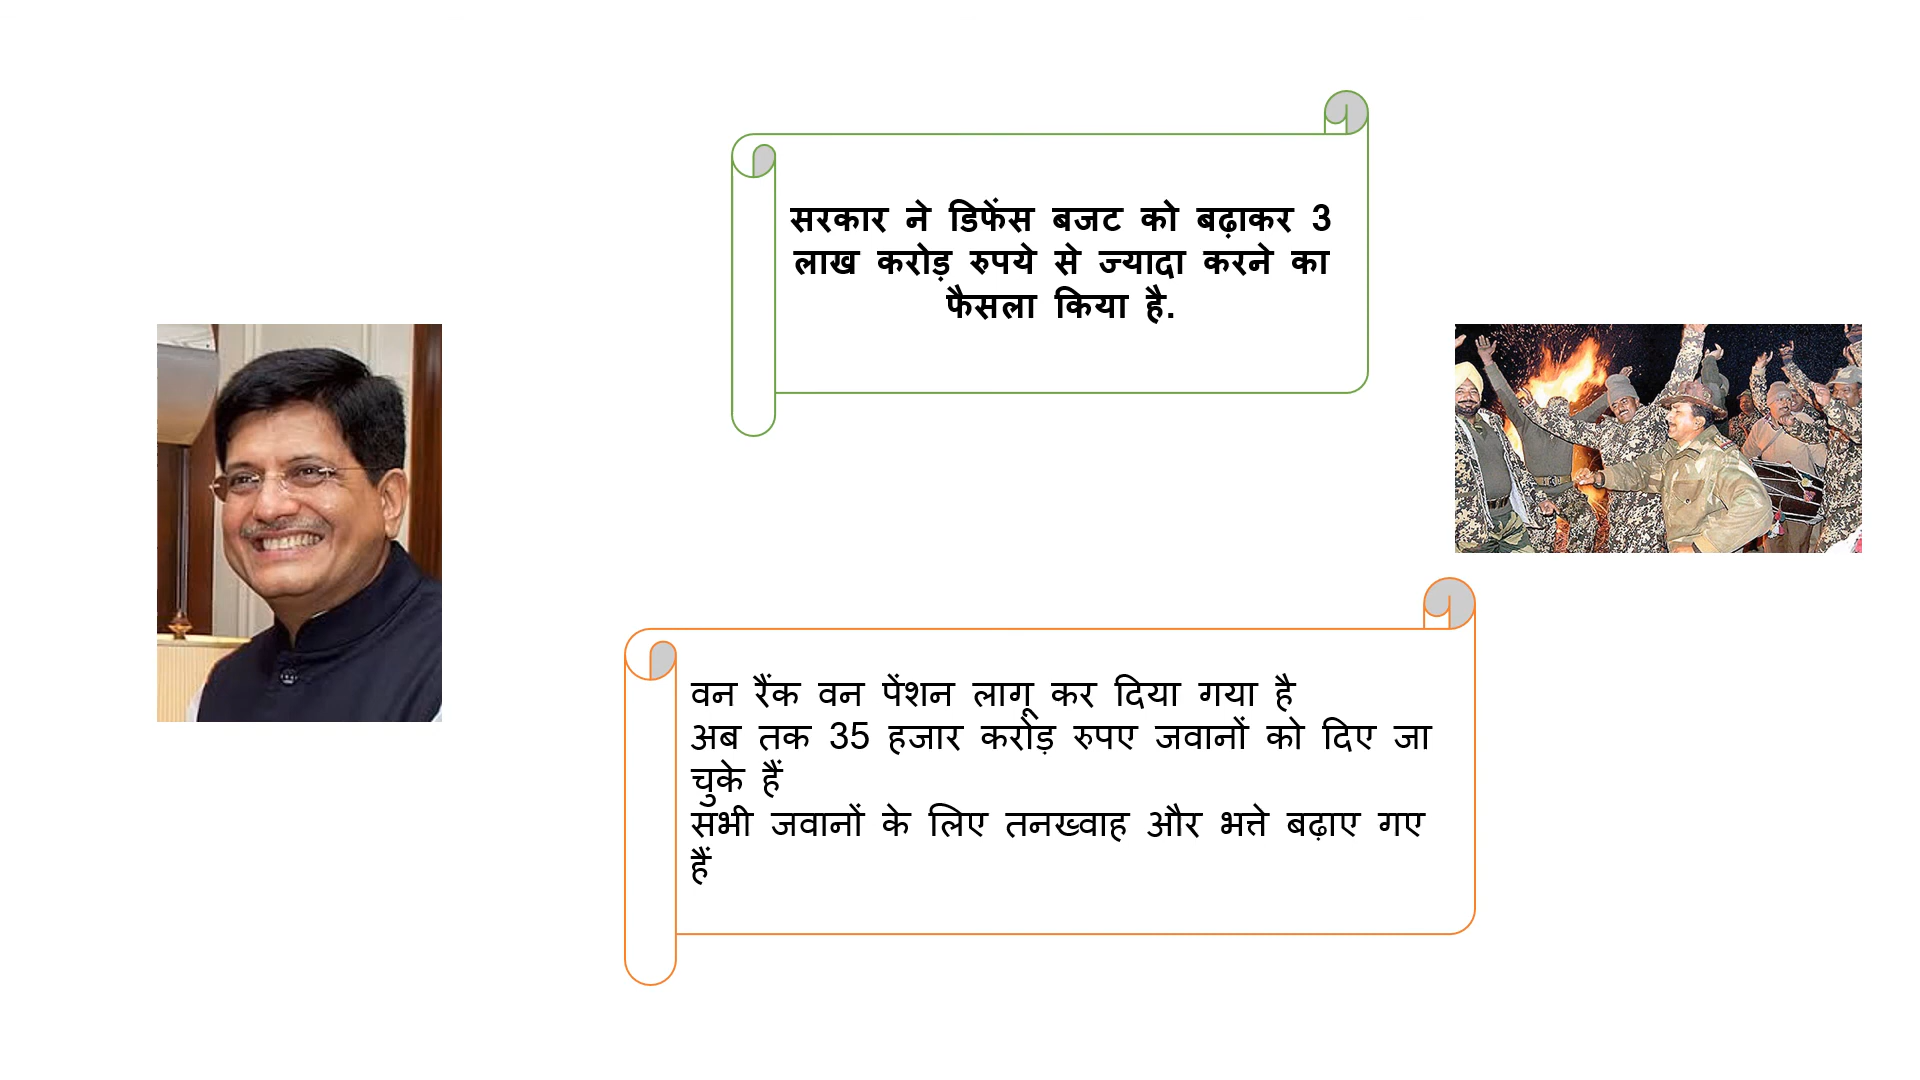 सरकार ने डिफेंस बजट को बढ़ाकर 3
लाख करोड़ रुपये से ज्यादा करने का
फैसला किया है.
वन रैंक वन पेंशन लागू कर दिया गया है
अब तक 35 हजार करोड़ रुपए जवानों को दिए जा
चुके हैं
सभी जवानों के लिए तनख्वाह और भत्ते बढ़ाए गए
हैं